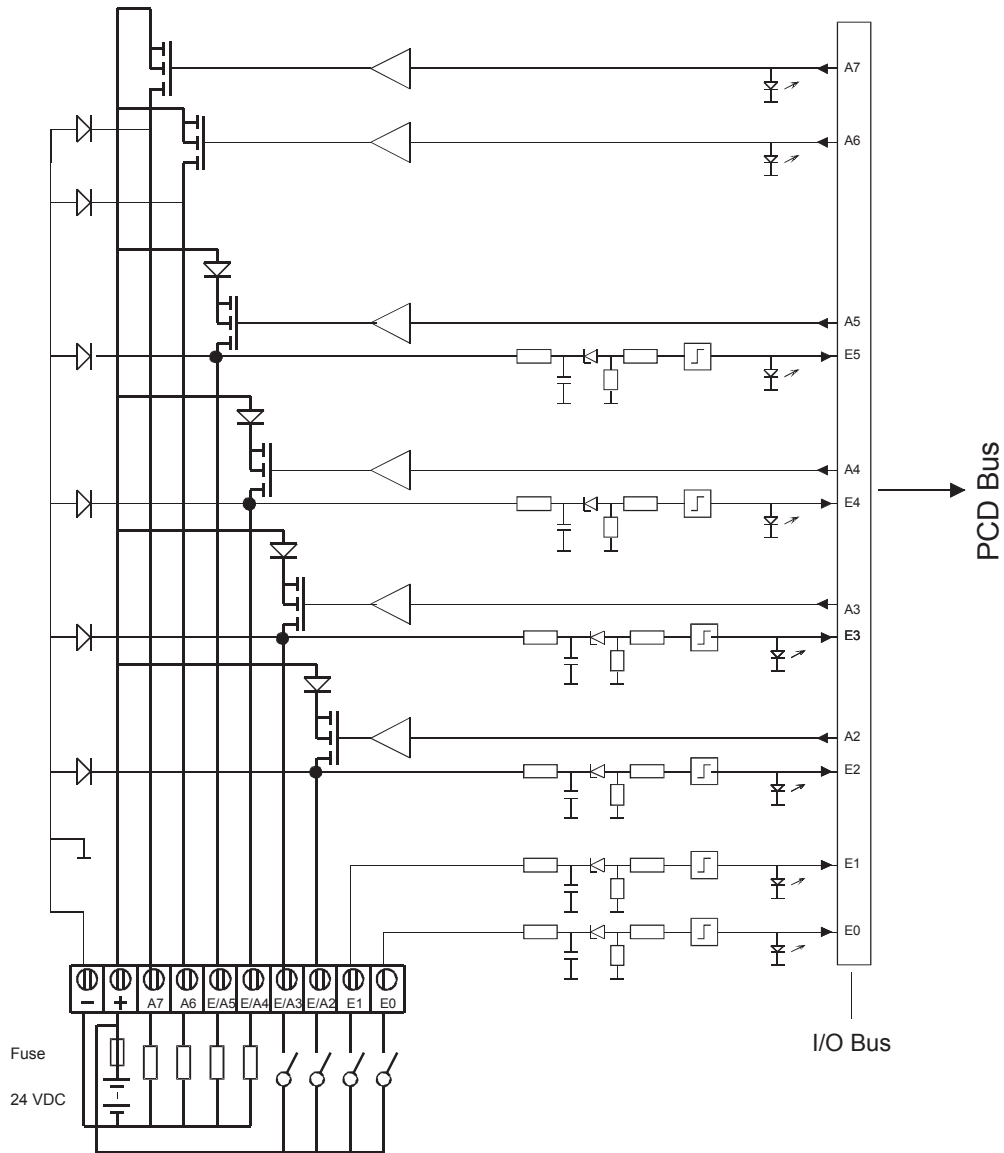 A7
A6
A5
E5
A4
E4
A3
E3
A2
E2
E1
E0
PCD Bus
I/O Bus
- + A7 A6 E/A5 E/A4 E/A3 E/A2 E1 E0
Fuse
24 VDC